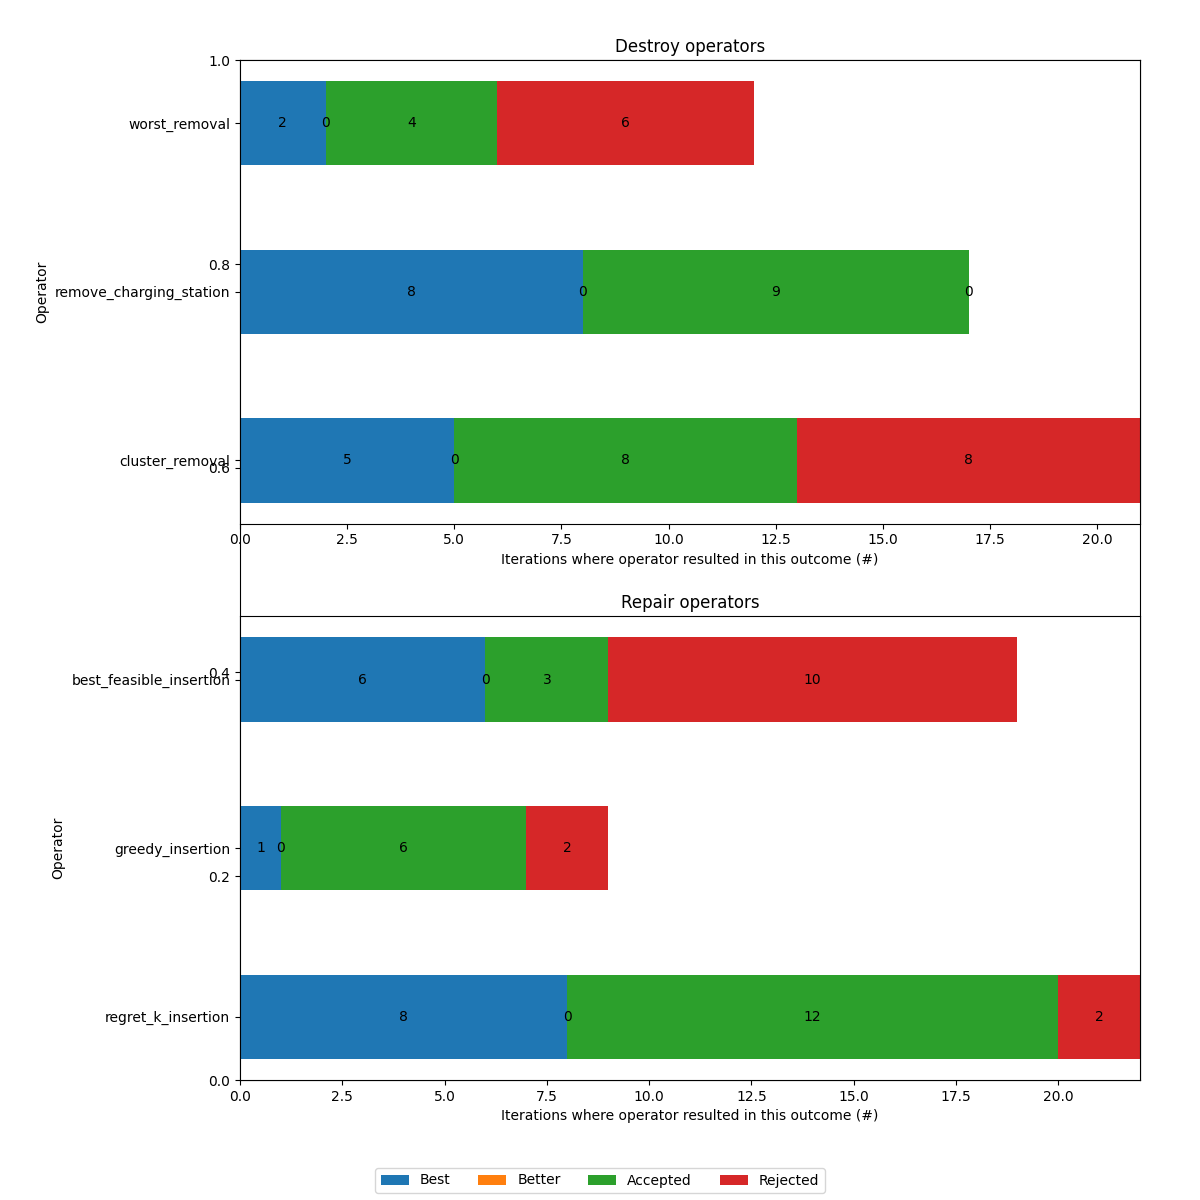 Destroy operators
1.0
worst_removal
2 0 4 6
0.8
Operator
remove_charging_station
8 0 9 0
cluster_removal
5 0 8 8
0.6
0.0 2.5 5.0 7.5 10.0 12.5 15.0 17.5 20.0
Iterations where operator resulted in this outcome (#)
Repair operators
0.4
best_feasible_insertion
6 0 3 10
Operator
greedy_insertion
1 0 6 2
0.2
regret_k_insertion
8 0 12 2
0.0
0.0 2.5 5.0 7.5 10.0 12.5 15.0 17.5 20.0
Iterations where operator resulted in this outcome (#)
Best Better Accepted Rejected